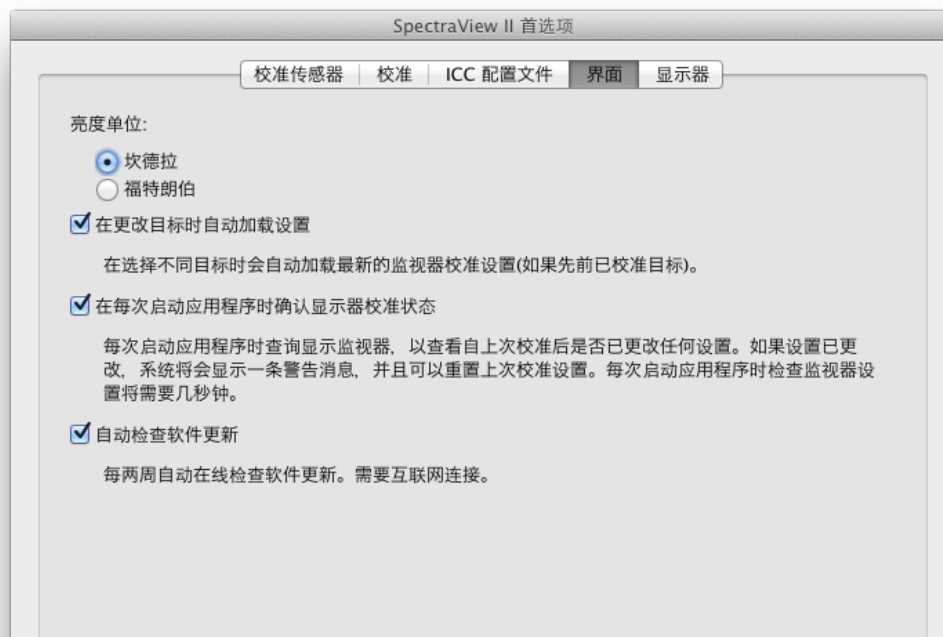 SpectraView II 首选项
校准传感器 校准 ICC 配置文件 界面 显示器
亮度单位:
坎德拉
福特朗伯
在更改目标时自动加载设置
在选择不同目标时会自动加载最新的监视器校准设置(如果先前已校准目标)。
在每次启动应用程序时确认显示器校准状态
每次启动应用程序时查询显示监视器，以查看自上次校准后是否已更改任何设置。如果设置已更
改，系统将会显示一条警告消息，并且可以重置上次校准设置。每次启动应用程序时检查监视器设
置将需要几秒钟。
自动检查软件更新
每两周自动在线检查软件更新。需要互联网连接。